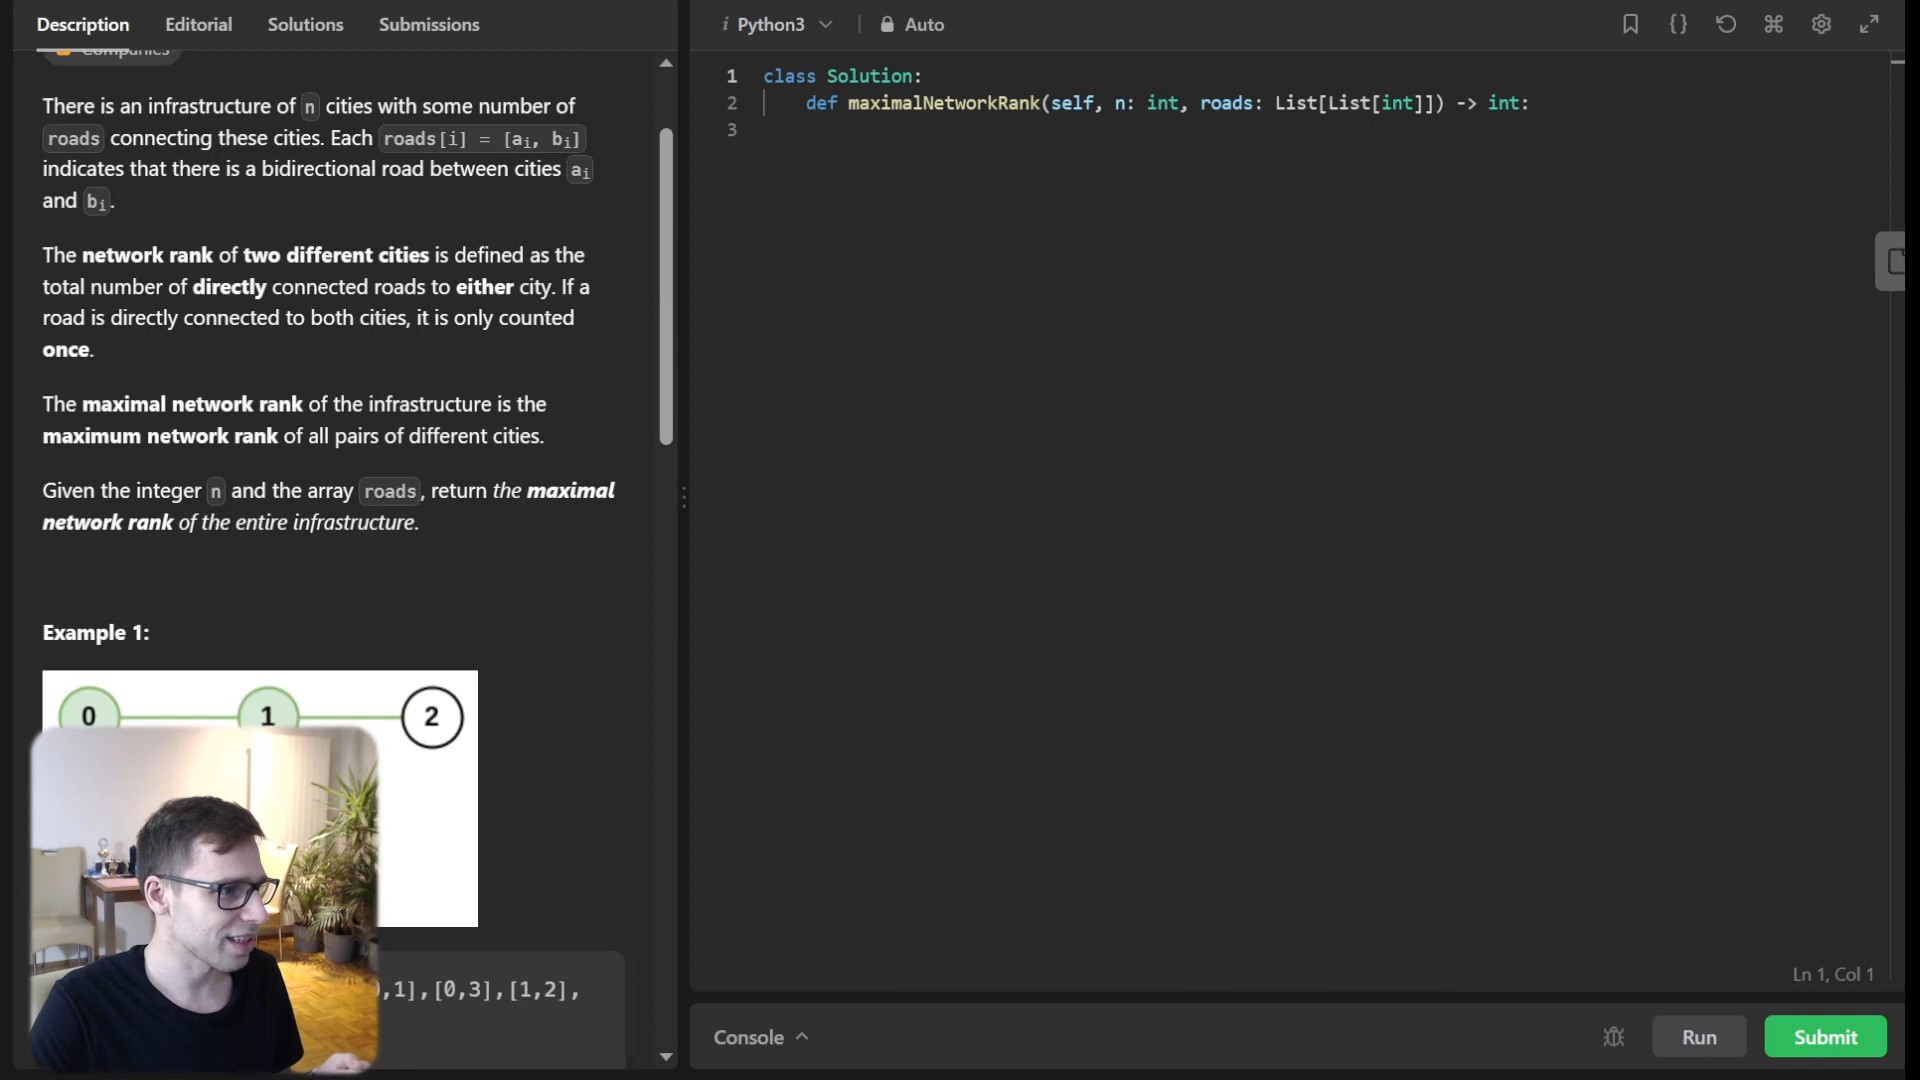 Description Editorial Solutions Submissions
Companies
There is an infrastructure of n cities with some number of
roads connecting these cities. Each roads[i] = [ai, bi]
indicates that there is a bidirectional road between cities ai
and bi.
The network rank of two different cities is defined as the
total number of directly connected roads to either city. If a
road is directly connected to both cities, it is only counted
once.
The maximal network rank of the infrastructure is the
maximum network rank of all pairs of different cities.
Given the integer n and the array roads, return the maximal
network rank of the entire infrastructure.
Example 1:
0 1 2
,1],[0,3],[1,2],
i Python3 Auto
1 class Solution:
2 def maximalNetworkRank(self, n: int, roads: List[List[int]]) -> int:
3
Ln 1, Col 1
Console Run Submit